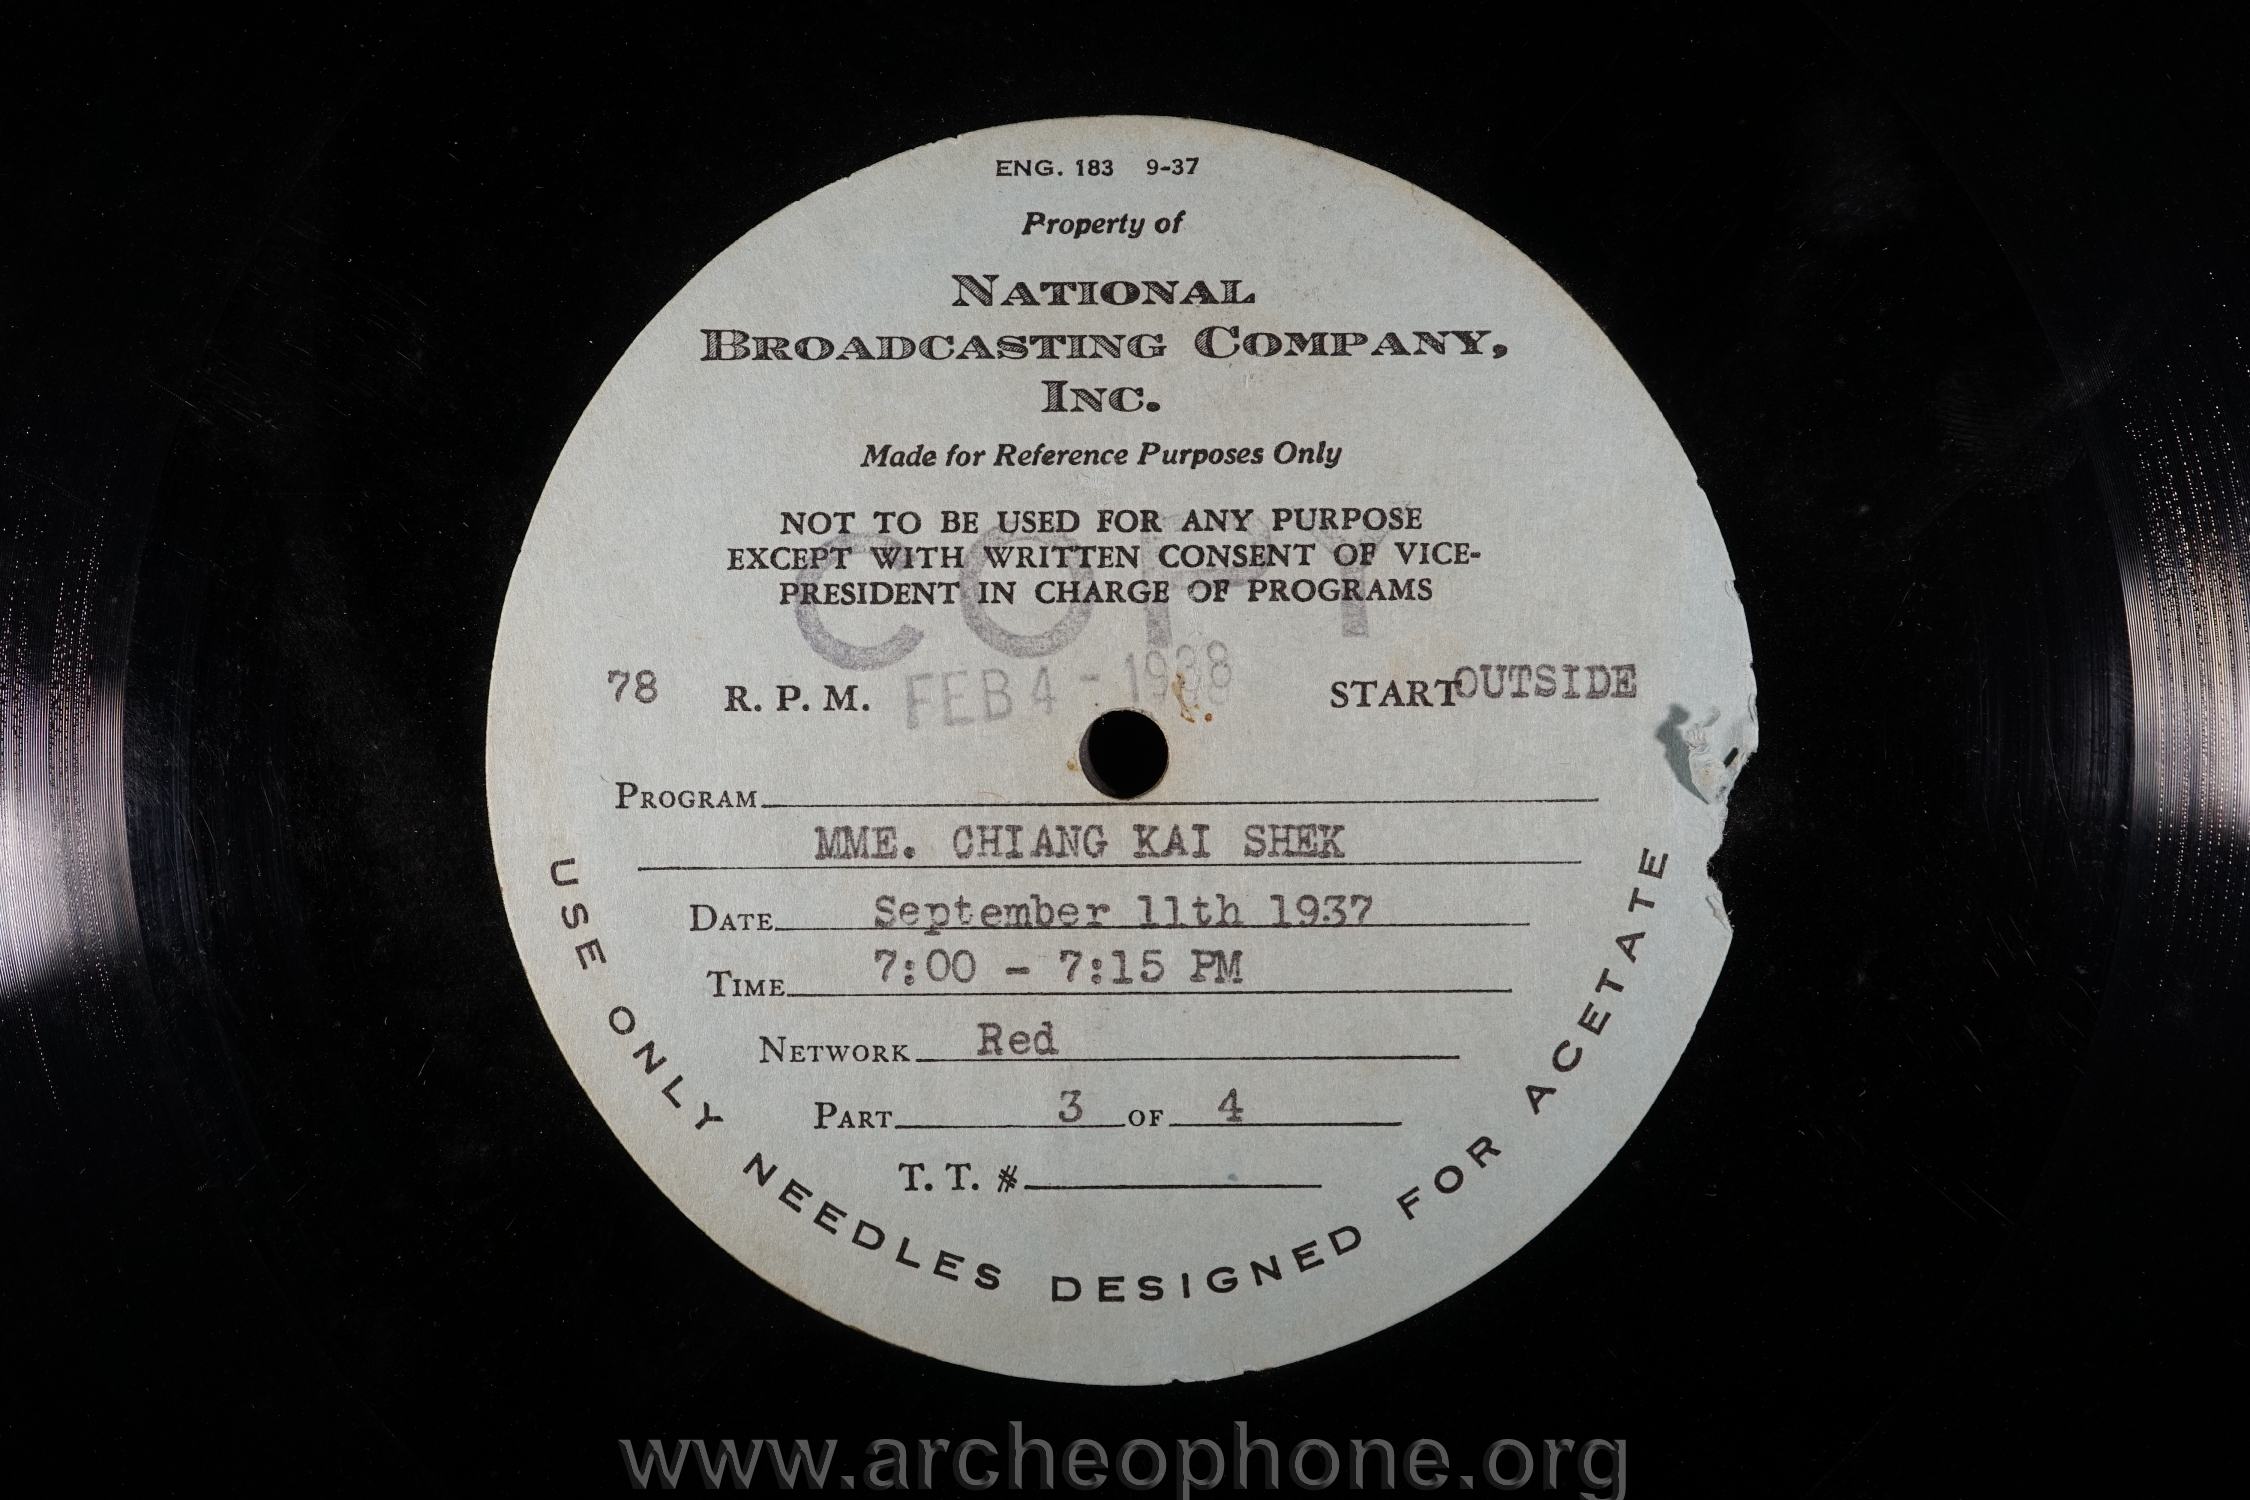 ENG. 183 9-37
Property of
NATIONAL
BROADCASTING COMPANY,
INC.
Made for Reference Purposes Only
NOT TO BE USED FOR ANY PURPOSE
EXCEPT WITH WRITTEN CONSENT OF VICE-
PRESIDENT IN CHARGE OF PROGRAMS
COPY
FEB 4 - 1938
78 R. P. M. START OUTSIDE
PROGRAM
MME. CHIANG KAI SHEK
DATE September 11th 1937
TIME 7:00 - 7:15 PM
NETWORK Red
PART 3 OF 4
T. T. #
USE ONLY NEEDLES DESIGNED FOR ACETATE
www.archeophone.org